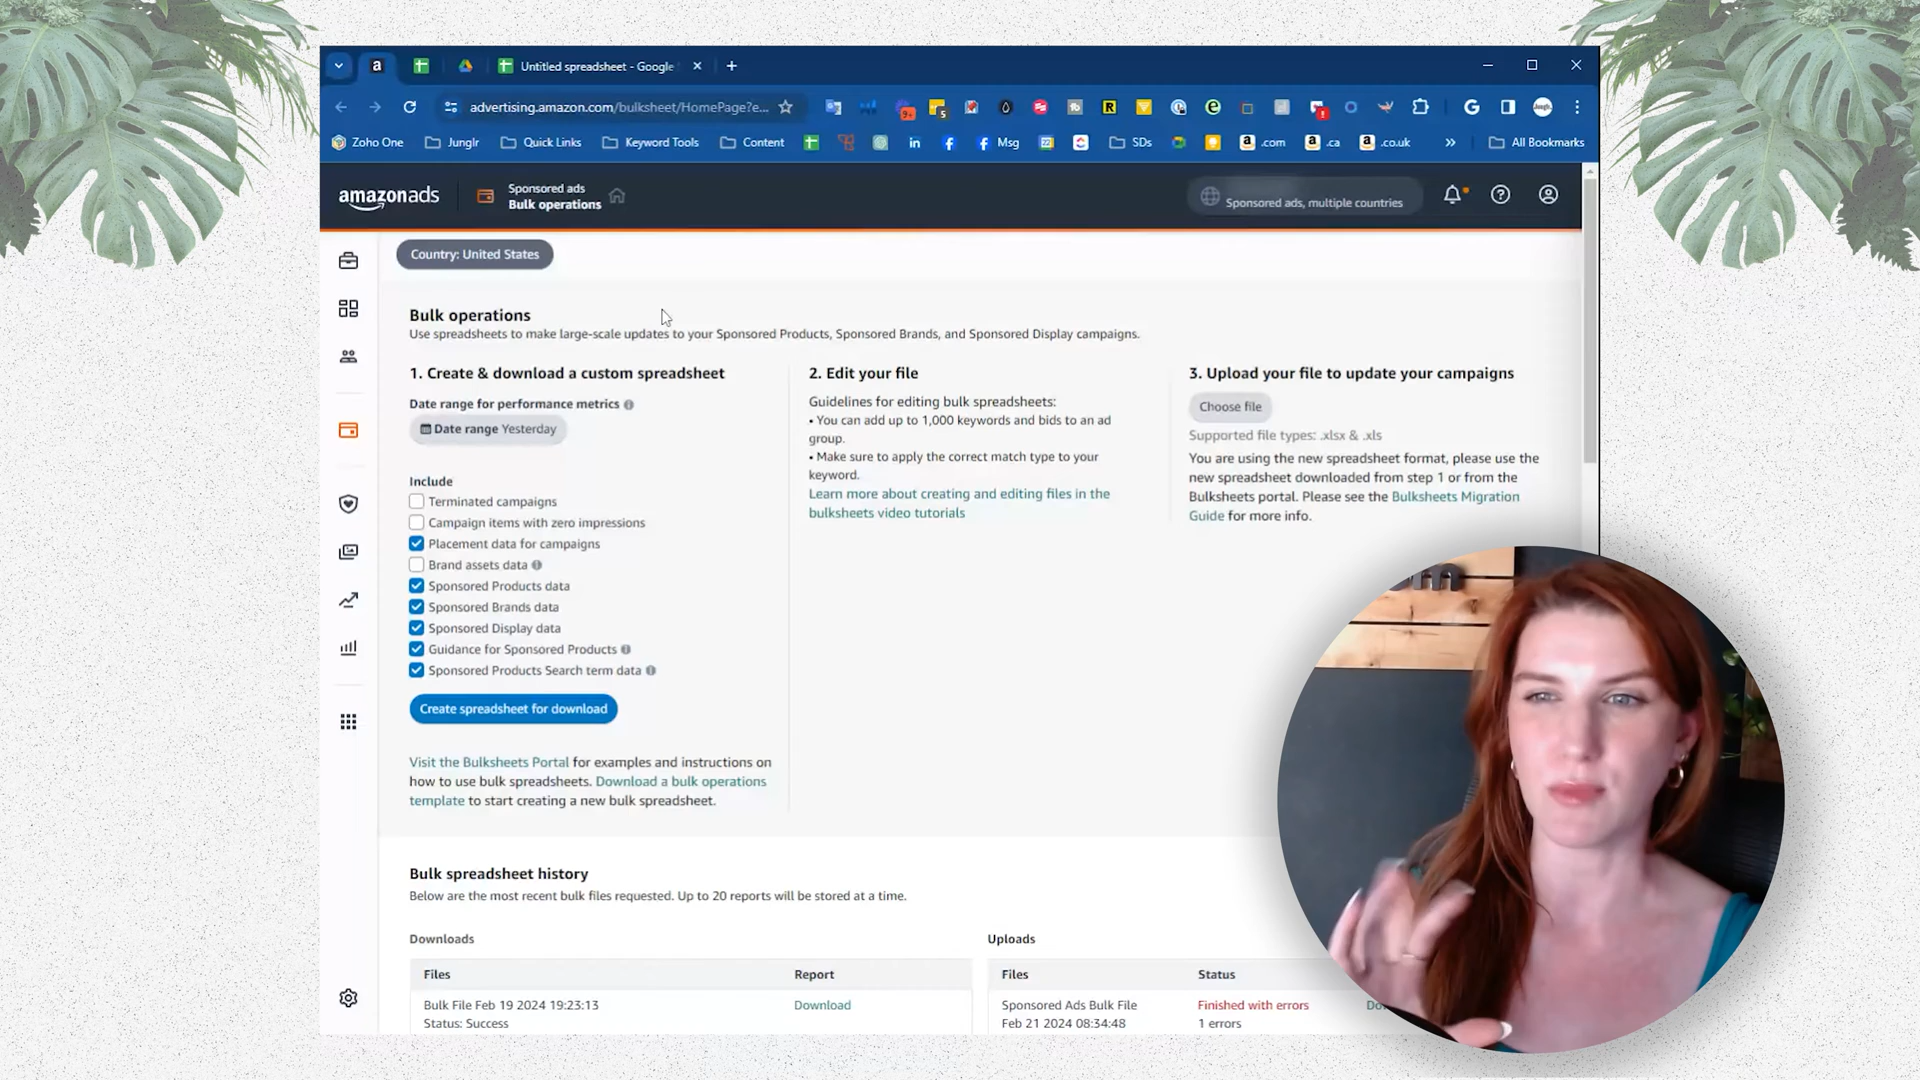 Untitled spreadsheet - Google
advertising.amazon.com/bulksheet/HomePage?e...
9+
5
R
G
Zoho One
Junglr
Quick Links
Keyword Tools
Content
Msg
SDs
.com
.ca
.co.uk
All Bookmarks
amazonads
Sponsored ads
Bulk operations
Sponsored ads, multiple countries
Country: United States
Bulk operations
Use spreadsheets to make large-scale updates to your Sponsored Products, Sponsored Brands, and Sponsored Display campaigns.
1. Create & download a custom spreadsheet
Date range for performance metrics
Date range Yesterday
Include
Terminated campaigns
Campaign items with zero impressions
Placement data for campaigns
Brand assets data
Sponsored Products data
Sponsored Brands data
Sponsored Display data
Guidance for Sponsored Products
Sponsored Products Search term data
Create spreadsheet for download
Visit the Bulksheets Portal for examples and instructions on
how to use bulk spreadsheets. Download a bulk operations
template to start creating a new bulk spreadsheet.
2. Edit your file
Guidelines for editing bulk spreadsheets:
• You can add up to 1,000 keywords and bids to an ad
group.
• Make sure to apply the correct match type to your
keyword.
Learn more about creating and editing files in the
bulksheets video tutorials
3. Upload your file to update your campaigns
Choose file
Supported file types: .xlsx & .xls
You are using the new spreadsheet format, please use the
new spreadsheet downloaded from step 1 or from the
Bulksheets portal. Please see the Bulksheets Migration
Guide for more info.
Bulk spreadsheet history
Below are the most recent bulk files requested. Up to 20 reports will be stored at a time.
Downloads
Files Report
Bulk File Feb 19 2024 19:23:13 Download
Status: Success
Uploads
Files Status
Sponsored Ads Bulk File Finished with errors
Feb 21 2024 08:34:48 1 errors